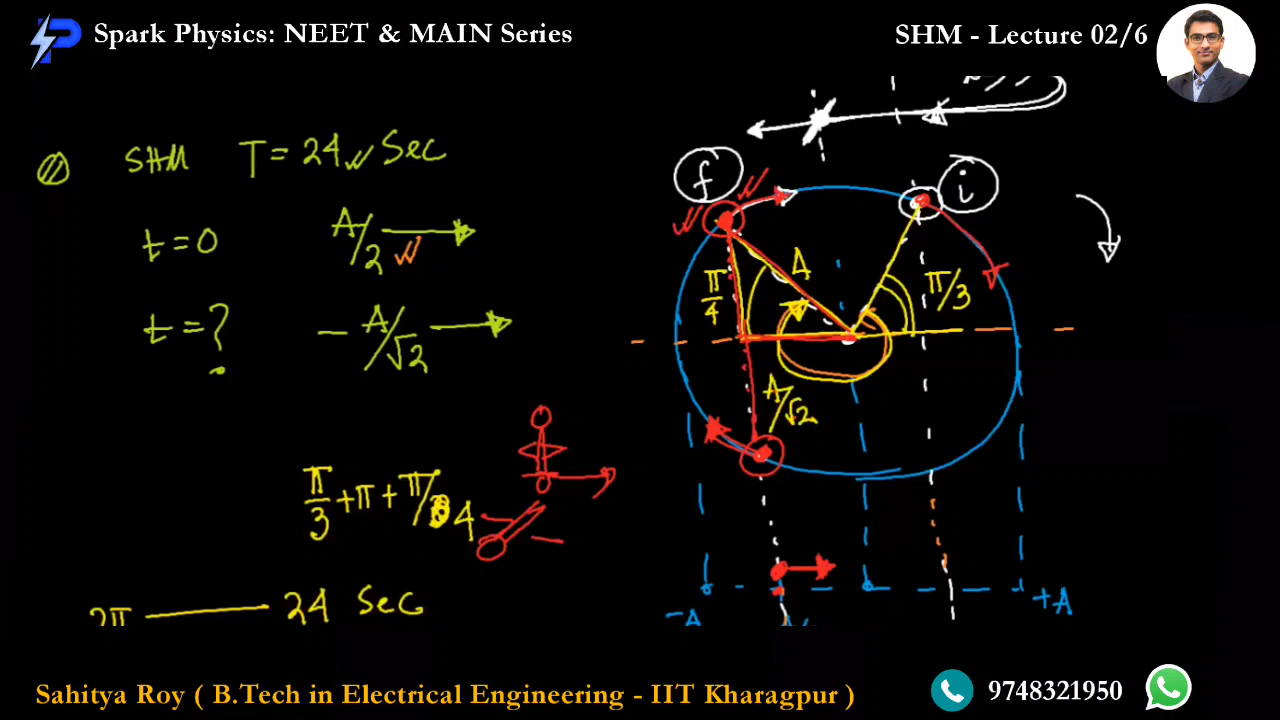 Spark Physics: NEET & MAIN Series
SHM - Lecture 02/6
SHM T = 24 Sec
t = 0 A/2
t = ? - A/√2
π/3 + π + π/4
2π 24 Sec
f
i
A
π/4
π/3
A/√2
-A
+A
Sahitya Roy ( B.Tech in Electrical Engineering - IIT Kharagpur )
9748321950